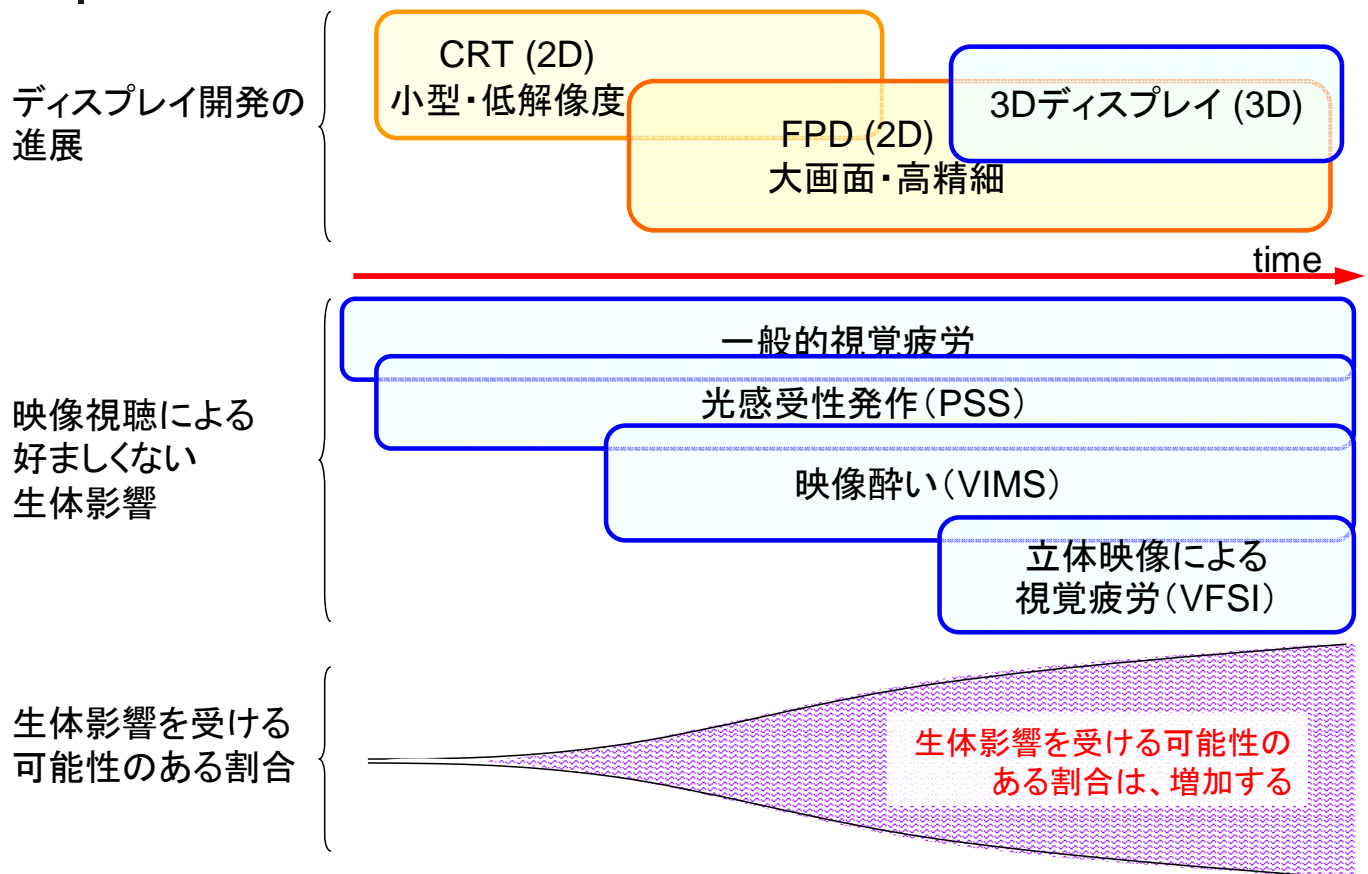 ディスプレイ開発の
進展
CRT (2D)
小型・低解像度
FPD (2D)
大画面・高精細
3Dディスプレイ (3D)
time
映像視聴による
好ましくない
生体影響
一般的視覚疲労
光感受性発作（PSS）
映像酔い（VIMS）
立体映像による
視覚疲労（VFSI）
生体影響を受ける
可能性のある割合
生体影響を受ける可能性の
ある割合は、増加する